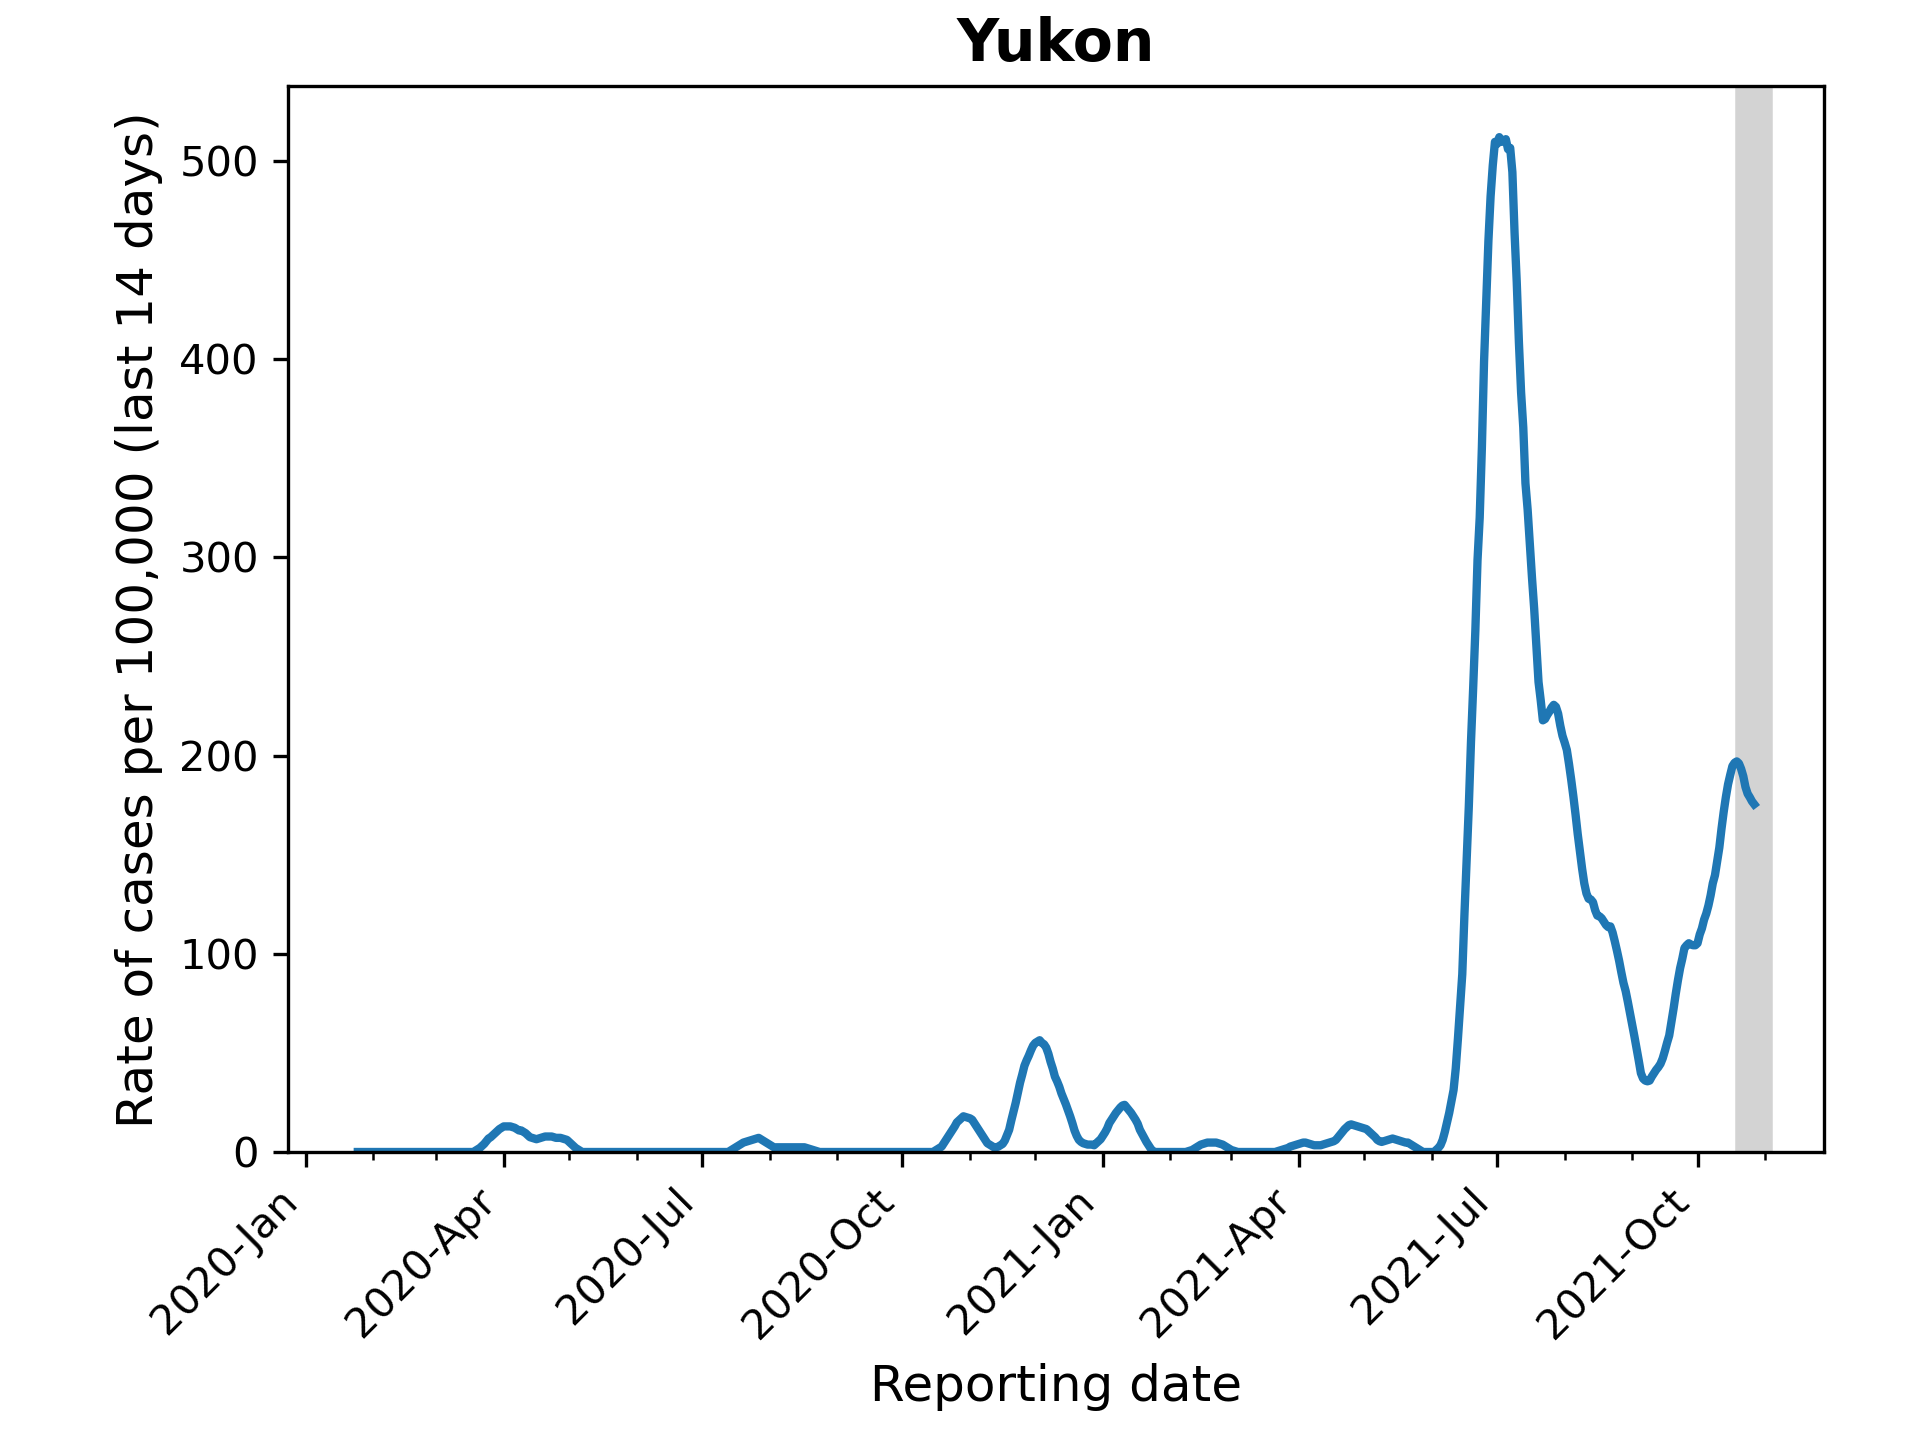 Yukon
Rate of cases per 100,000 (last 14 days)
500
400
300
200
100
0
2020-Jan
2020-Apr
2020-Jul
2020-Oct
2021-Jan
2021-Apr
2021-Jul
2021-Oct
Reporting date